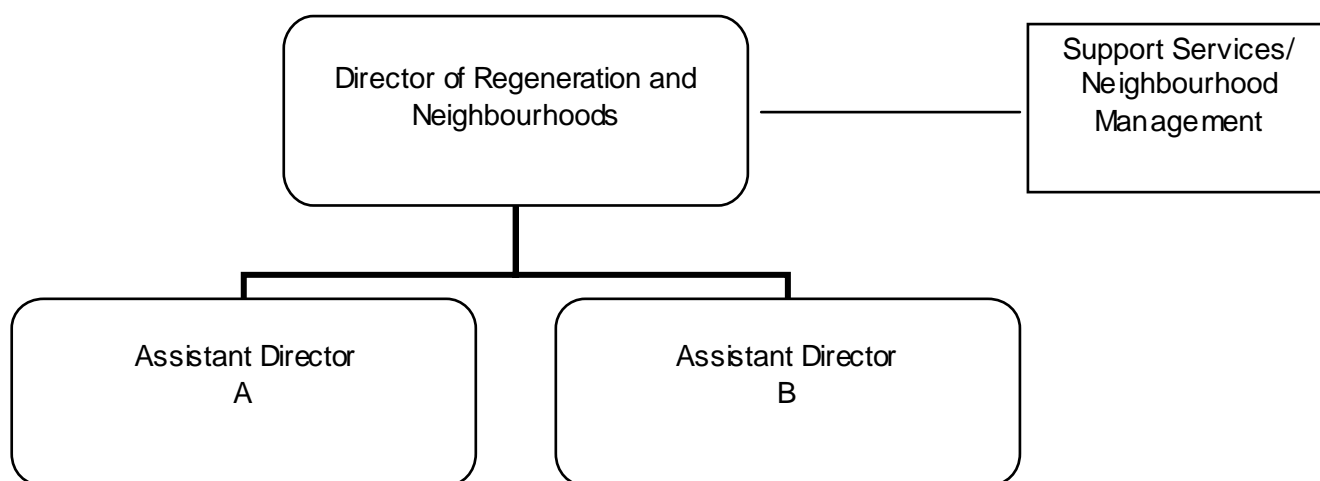 Director of Regeneration and
Neighbourhoods
Support Services/
Neighbourhood
Management
Assistant Director
A
Assistant Director
B